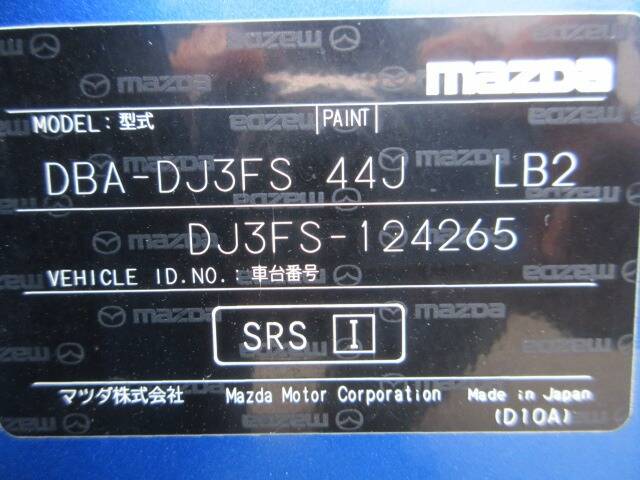 mazda
MODEL: 型式 PAINT
DBA-DJ3FS 44J LB2
DJ3FS-124265
VEHICLE ID.NO.: 車台番号
SRS I
マツダ株式会社 Mazda Motor Corporation Made in Japan
(D10A)